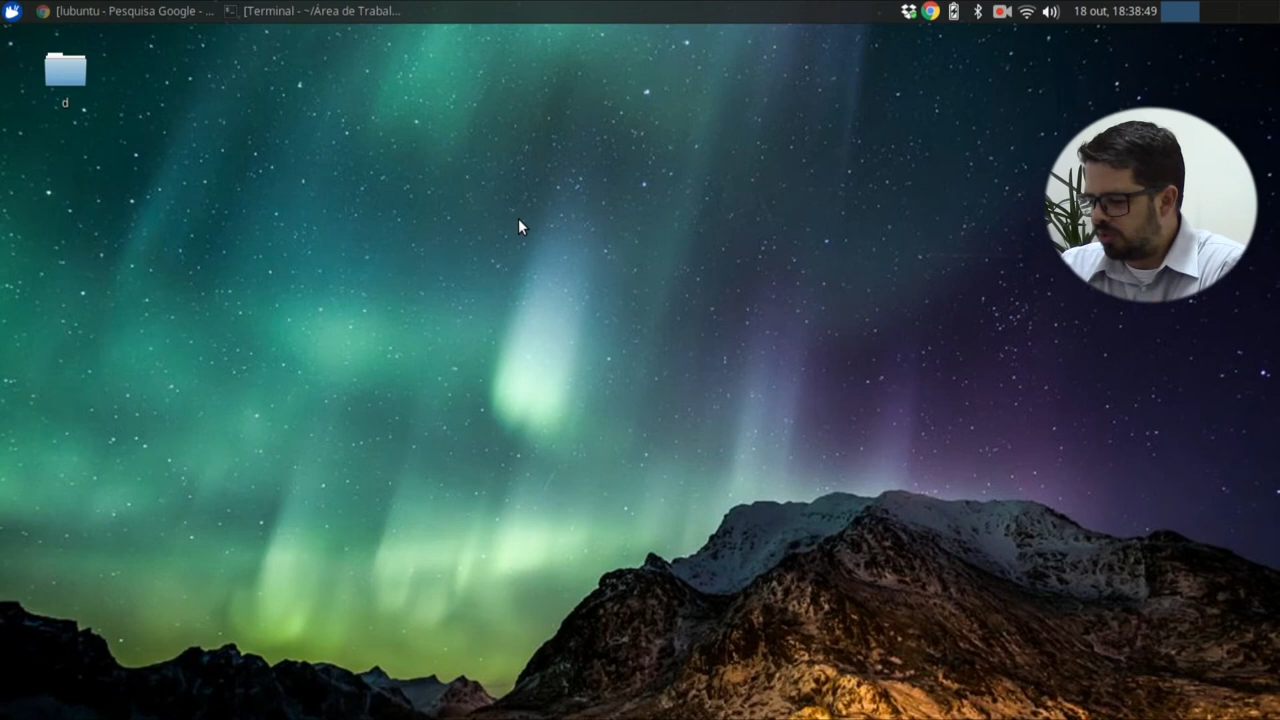 [lubuntu - Pesquisa Google - ...
[Terminal - ~/Área de Trabal...
18 out, 18:38:49
d